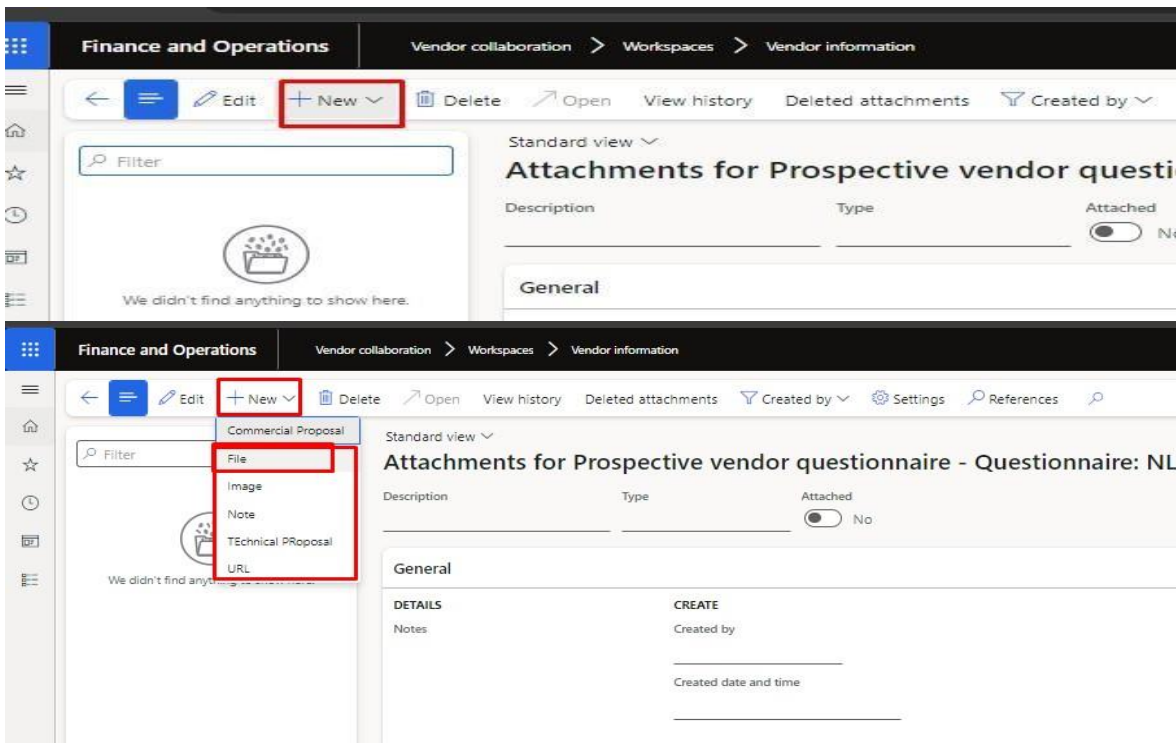 Finance and Operations Vendor collaboration > Workspaces > Vendor information
Edit + New Delete Open View history Deleted attachments Created by
Filter
Standard view
Attachments for Prospective vendor questi
Description Type Attached
No
We didn't find anything to show here.
General
Finance and Operations Vendor collaboration > Workspaces > Vendor information
Edit + New Delete Open View history Deleted attachments Created by Settings References
Commercial Proposal
File
Image
Note
TEchnical PRoposal
URL
Filter
We didn't find
Standard view
Attachments for Prospective vendor questionnaire - Questionnaire: NL
Description Type Attached
No
General
DETAILS CREATE
Notes Created by
Created date and time